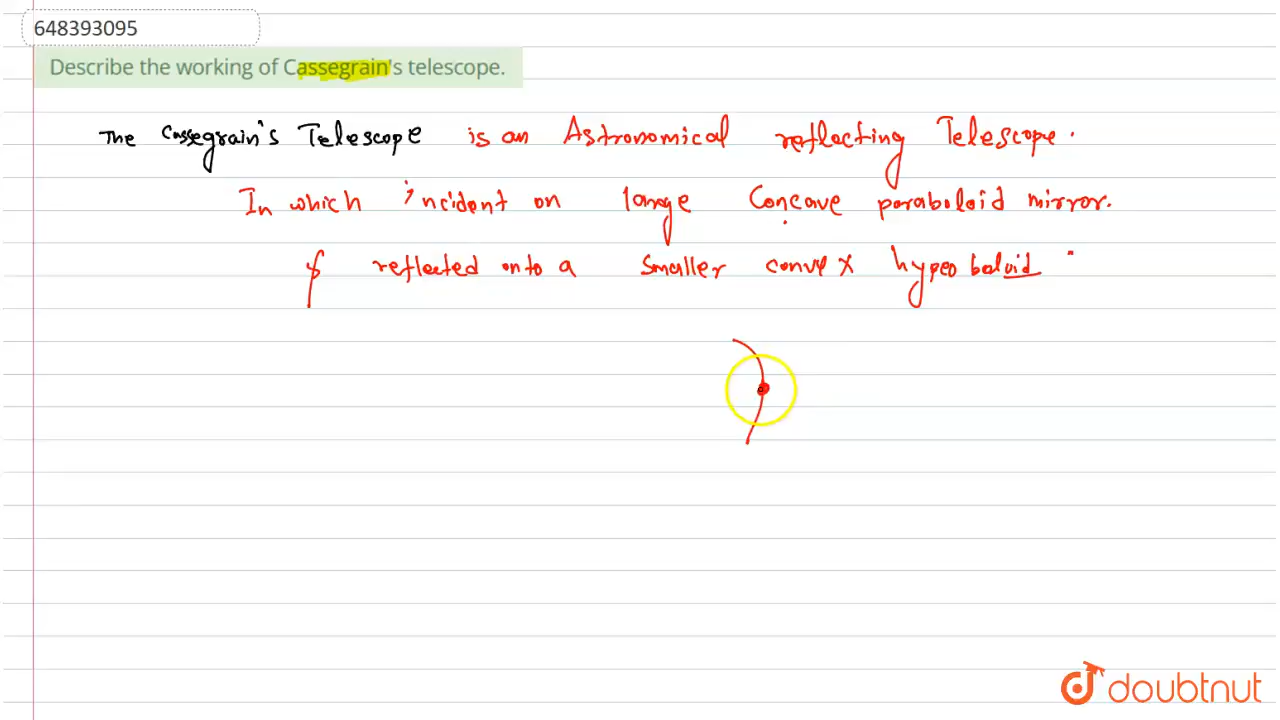 648393095
Describe the working of Cassegrain's telescope.
The Cassegrain's Telescope is an Astronomical reflecting Telescope.
In which incident on large Concave paraboloid mirror.
& reflected onto a smaller convex hypeobaloid
doubtnut